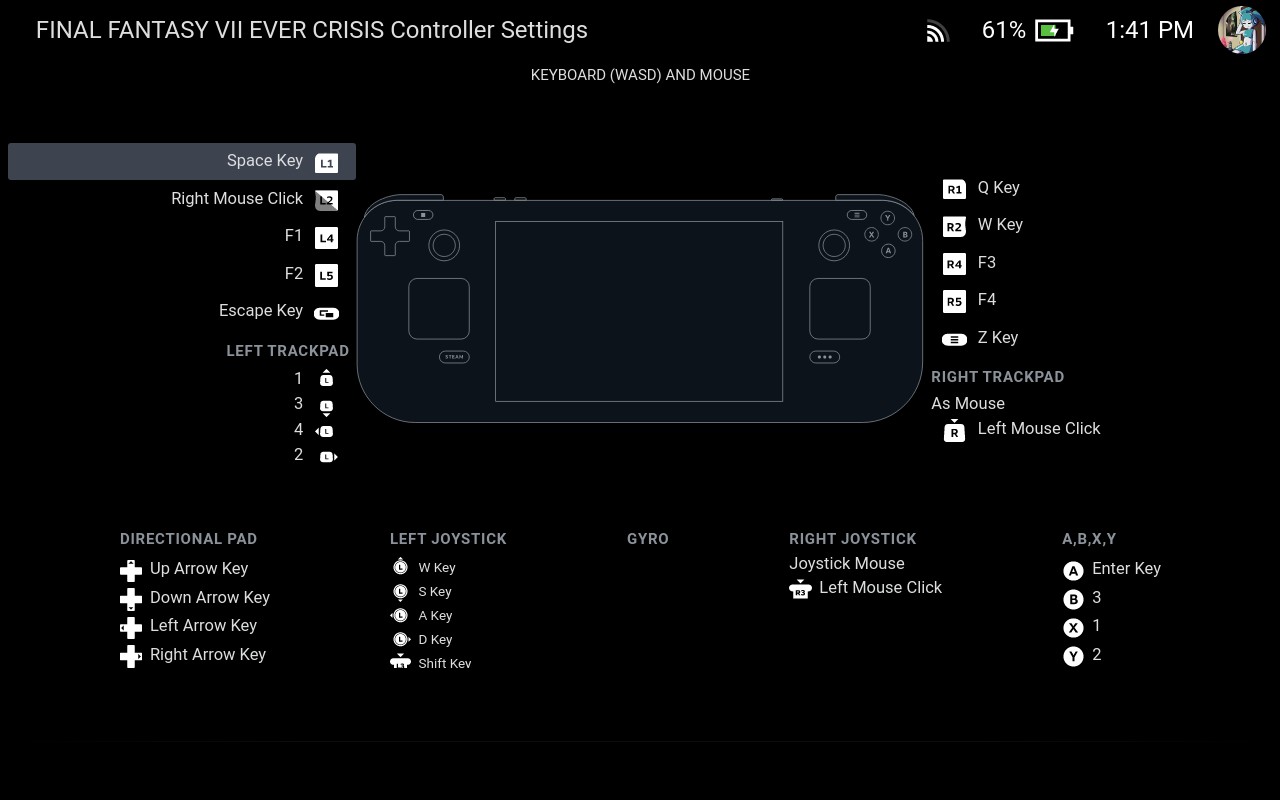 FINAL FANTASY VII EVER CRISIS Controller Settings
61%
1:41 PM
KEYBOARD (WASD) AND MOUSE
Space Key L1
Right Mouse Click L2
F1 L4
F2 L5
Escape Key
LEFT TRACKPAD
1 L
3 L
4 L
2 L
Y
X B
A
STEAM
R1 Q Key
R2 W Key
R4 F3
R5 F4
Z Key
RIGHT TRACKPAD
As Mouse
R Left Mouse Click
DIRECTIONAL PAD
Up Arrow Key
Down Arrow Key
Left Arrow Key
Right Arrow Key
LEFT JOYSTICK
L W Key
L S Key
L A Key
L D Key
Shift Key
GYRO
RIGHT JOYSTICK
Joystick Mouse
R3 Left Mouse Click
A,B,X,Y
A Enter Key
B 3
X 1
Y 2